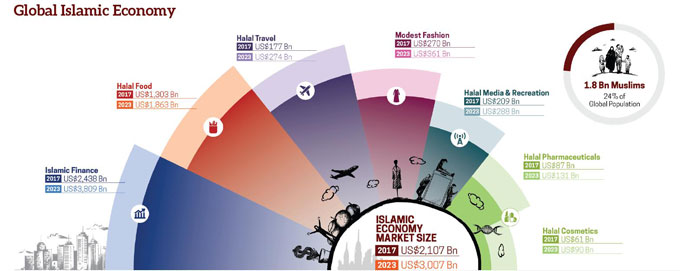 Global Islamic Economy
Islamic Finance
2017 US$2,438 Bn
2023 US$3,809 Bn
Halal Food
2017 US$1,303 Bn
2023 US$1,863 Bn
Halal Travel
2017 US$177 Bn
2023 US$274 Bn
Modest Fashion
2017 US$270 Bn
2023 US$361 Bn
Halal Media & Recreation
2017 US$209 Bn
2023 US$288 Bn
Halal Pharmaceuticals
2017 US$87 Bn
2023 US$131 Bn
Halal Cosmetics
2017 US$61 Bn
2023 US$90 Bn
1.8 Bn Muslims
24% of
Global Population
ISLAMIC
ECONOMY
MARKET SIZE
2017 US$2,107 Bn
2023 US$3,007 Bn